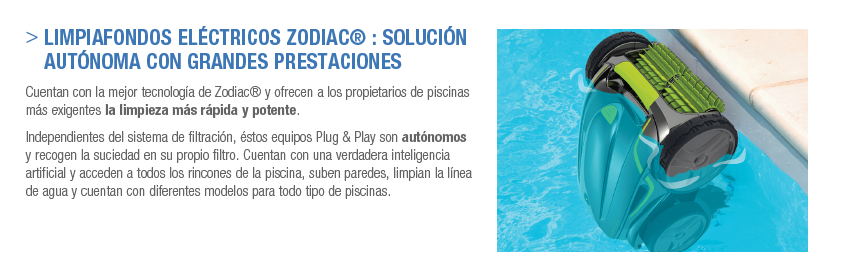 > LIMPIAFONDOS ELÉCTRICOS ZODIAC® : SOLUCIÓN
AUTÓNOMA CON GRANDES PRESTACIONES
Cuentan con la mejor tecnología de Zodiac® y ofrecen a los propietarios de piscinas
más exigentes la limpieza más rápida y potente.
Independientes del sistema de filtración, éstos equipos Plug & Play son autónomos
y recogen la suciedad en su propio filtro. Cuentan con una verdadera inteligencia
artificial y acceden a todos los rincones de la piscina, suben paredes, limpian la línea
de agua y cuentan con diferentes modelos para todo tipo de piscinas.